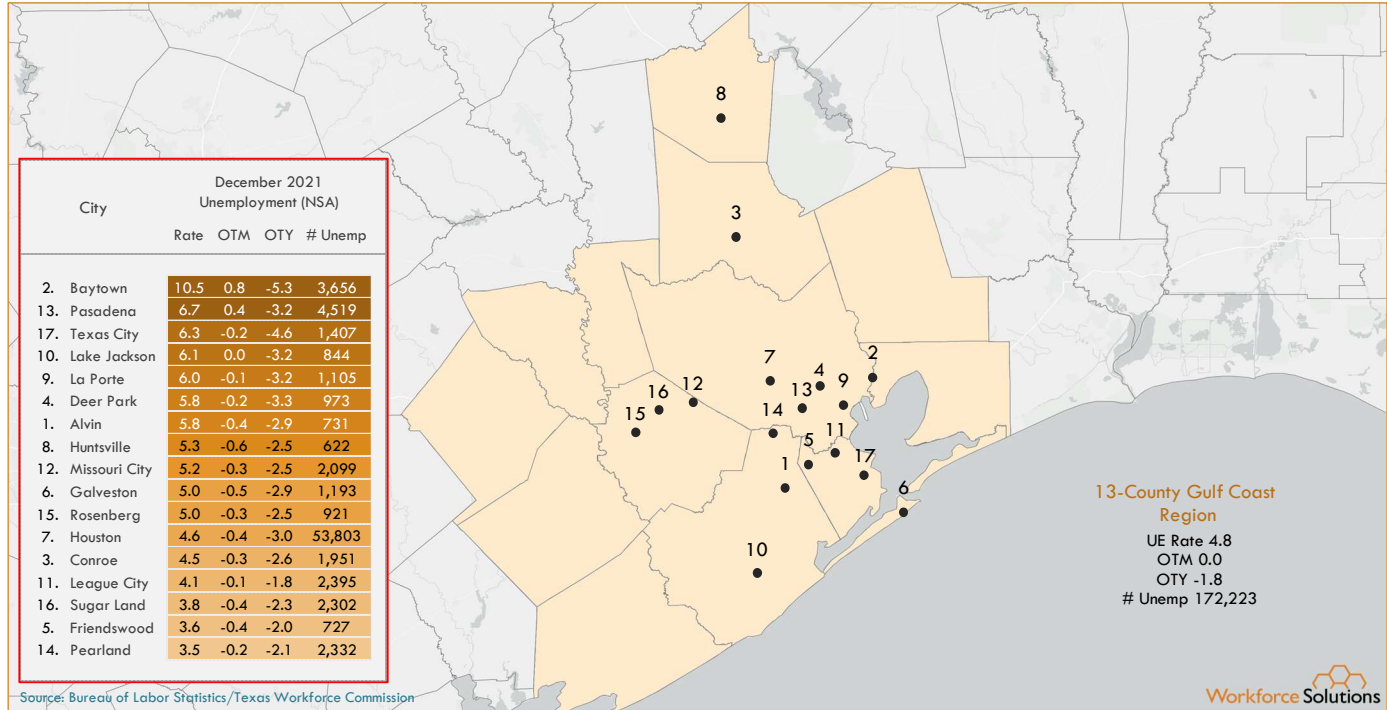 City
December 2021
Unemployment (NSA)
Rate OTM OTY # Unemp
2. Baytown 10.5 0.8 -5.3 3,656
13. Pasadena 6.7 0.4 -3.2 4,519
17. Texas City 6.3 -0.2 -4.6 1,407
10. Lake Jackson 6.1 0.0 -3.2 844
9. La Porte 6.0 -0.1 -3.2 1,105
4. Deer Park 5.8 -0.2 -3.3 973
1. Alvin 5.8 -0.4 -2.9 731
8. Huntsville 5.3 -0.6 -2.5 622
12. Missouri City 5.2 -0.3 -2.5 2,099
6. Galveston 5.0 -0.5 -2.9 1,193
15. Rosenberg 5.0 -0.3 -2.5 921
7. Houston 4.6 -0.4 -3.0 53,803
3. Conroe 4.5 -0.3 -2.6 1,951
11. League City 4.1 -0.1 -1.8 2,395
16. Sugar Land 3.8 -0.4 -2.3 2,302
5. Friendswood 3.6 -0.4 -2.0 727
14. Pearland 3.5 -0.2 -2.1 2,332
Source: Bureau of Labor Statistics/Texas Workforce Commission
8
3
7
4
2
16
12
13
9
15
14
5
11
1
17
6
10
13-County Gulf Coast
Region
UE Rate 4.8
OTM 0.0
OTY -1.8
# Unemp 172,223
Workforce Solutions